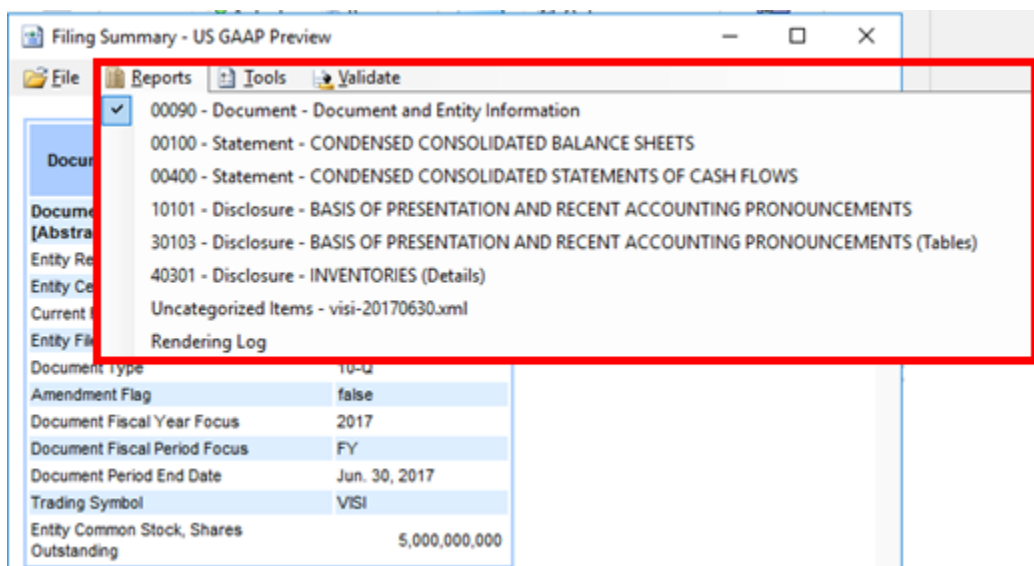 Filing Summary - US GAAP Preview
File Reports Tools Validate
00090 - Document - Document and Entity Information
00100 - Statement - CONDENSED CONSOLIDATED BALANCE SHEETS
00400 - Statement - CONDENSED CONSOLIDATED STATEMENTS OF CASH FLOWS
10101 - Disclosure - BASIS OF PRESENTATION AND RECENT ACCOUNTING PRONOUNCEMENTS
30103 - Disclosure - BASIS OF PRESENTATION AND RECENT ACCOUNTING PRONOUNCEMENTS (Tables)
40301 - Disclosure - INVENTORIES (Details)
Uncategorized Items - visi-20170630.xml
Rendering Log
Docum
Docume
[Abstra
Entity Re
Entity Ce
Current
Entity File
Document Type 10-Q
Amendment Flag false
Document Fiscal Year Focus 2017
Document Fiscal Period Focus FY
Document Period End Date Jun. 30, 2017
Trading Symbol VISI
Entity Common Stock, Shares
Outstanding 5,000,000,000